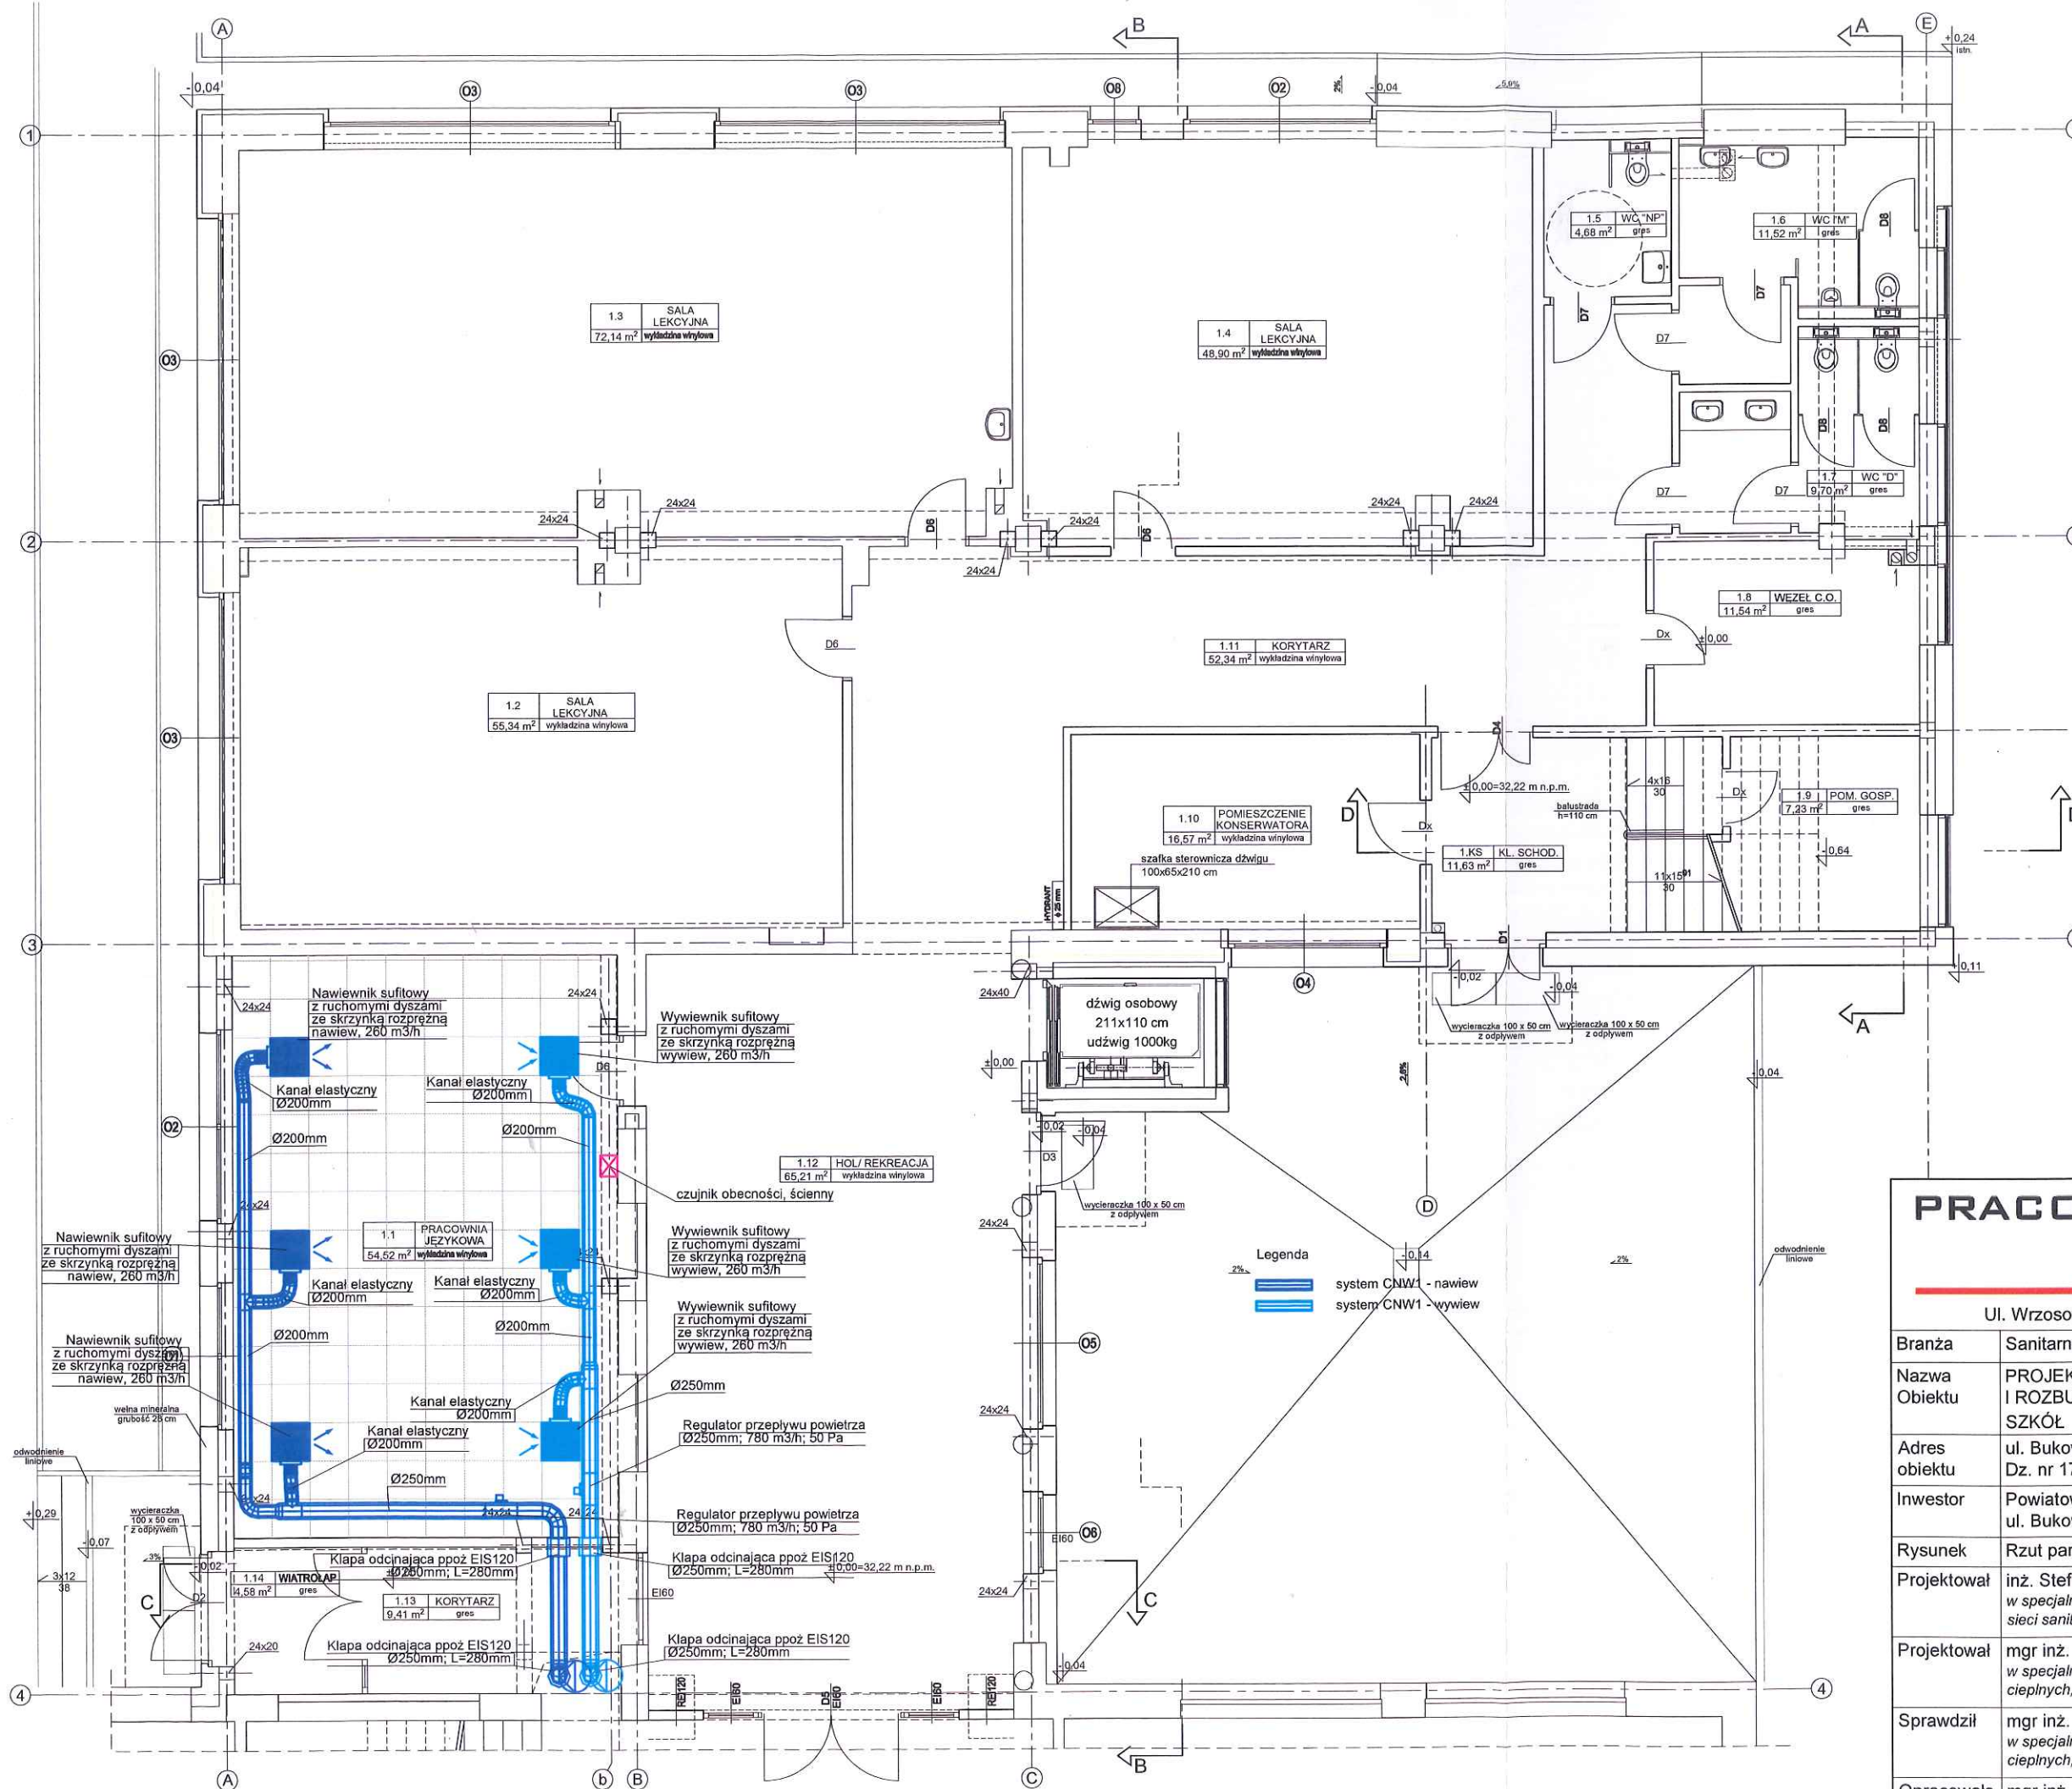 A
B
A
E
+0,24
istn.
-0,04
O3
O3
O8
O2
2%
-0,04
5,0%
1
1.5 WC "NP"
4,68 m² gres
1.6 WC "M"
11,52 m² gres
D8
D7
D7
D7
1.3 SALA LEKCYJNA
72,14 m² wykładzina winylowa
1.4 SALA LEKCYJNA
48,90 m² wykładzina winylowa
O3
D8
D8
1.7 WC "D"
9,70 m² gres
D7
D7
24x24
24x24
D6
24x24
D6
24x24
24x24
24x24
2
1.8 WĘZEŁ C.O.
11,54 m² gres
Dx
±0,00
D6
1.11 KORYTARZ
52,34 m² wykładzina winylowa
1.2 SALA LEKCYJNA
55,34 m² wykładzina winylowa
O3
D4
±0,00=32,22 m n.p.m.
4x16
30
balustrada
h=110 cm
Dx
1.9 POM. GOSP.
7,23 m² gres
-0,64
D
Dx
1.10 POMIESZCZENIE KONSERWATORA
16,57 m² wykładzina winylowa
1.KS KL. SCHOD.
11,63 m² gres
szafka sterownicza dźwigu
100x65x210 cm
HYDRANT
ϕ 25 mm
30
3
D1
O4
-0,02
-0,04
-0,11
A
wycieraczka 100 x 50 cm
z odpływem
wycieraczka 100 x 50 cm
z odpływem
24x40
dźwig osobowy
211x110 cm
udźwig 1000kg
±0,00
2,8%
-0,04
24x24
24x24
Nawiewnik sufitowy
z ruchomymi dyszami
ze skrzynką rozprężną
nawiew, 260 m3/h
Wywiewnik sufitowy
z ruchomymi dyszami
ze skrzynką rozprężną
wywiew, 260 m3/h
D6
Kanał elastyczny
Ø200mm
Kanał elastyczny
Ø200mm
O2
Ø200mm
Ø200mm
-0,02
-0,04
D3
1.12 HOL/ REKREACJA
65,21 m² wykładzina winylowa
czujnik obecności, ścienny
wycieraczka 100 x 50 cm
z odpływem
D
24x24
24x24
Nawiewnik sufitowy
z ruchomymi dyszami
ze skrzynką rozprężną
nawiew, 260 m3/h
1.1 PRACOWNIA JĘZYKOWA
54,52 m² wykładzina winylowa
Wywiewnik sufitowy
z ruchomymi dyszami
ze skrzynką rozprężną
wywiew, 260 m3/h
Legenda
-0,14
2%
2%
system CNW1 - nawiew
system CNW1 - wywiew
odwodnienie
liniowe
Kanał elastyczny
Ø200mm
Kanał elastyczny
Ø200mm
Wywiewnik sufitowy
z ruchomymi dyszami
ze skrzynką rozprężną
wywiew, 260 m3/h
Ø200mm
Ø200mm
Nawiewnik sufitowy
z ruchomymi dyszami
ze skrzynką rozprężną
nawiew, 260 m3/h
O5
Ø250mm
Kanał elastyczny
Ø200mm
24x24
wełna mineralna
Regulator przepływu powietrza
Ø250mm; 780 m3/h; 50 Pa
Kanał elastyczny
Ø200mm
odwodnienie
liniowe
Ø250mm
24x24
24x24
Regulator przepływu powietrza
Ø250mm; 780 m3/h; 50 Pa
O6
EI60
+0,29
-0,07
wycieraczka
100 x 50 cm
z odpływem
3%
-0,02
Klapa odcinająca ppoż EIS120
Ø250mm; L=280mm
Klapa odcinająca ppoż EIS120
Ø250mm; L=280mm
±0,00=32,22 m n.p.m.
3x12
38
1.14 WIATROŁAP
4,58 m² gres
C
D2
1.13 KORYTARZ
9,41 m² gres
EI60
24x24
C
24x20
Klapa odcinająca ppoż EIS120
Ø250mm; L=280mm
Klapa odcinająca ppoż EIS120
Ø250mm; L=280mm
-0,04
4
REI120
EI60
D5
EI60
EI60
REI120
4
B
A
b
B
C
PRACO
Ul. Wrzoso
Branża Sanitarn
Nazwa Obiektu PROJEK
I ROZBU
SZKÓŁ
Adres obiektu ul. Buko
Dz. nr 17
Inwestor Powiatow
ul. Buko
Rysunek Rzut par
Projektował inż. Stef
w specjaln
sieci sanit
Projektował mgr inż.
w specjaln
cieplnych,
Sprawdził mgr inż.
w specjaln
cieplnych,